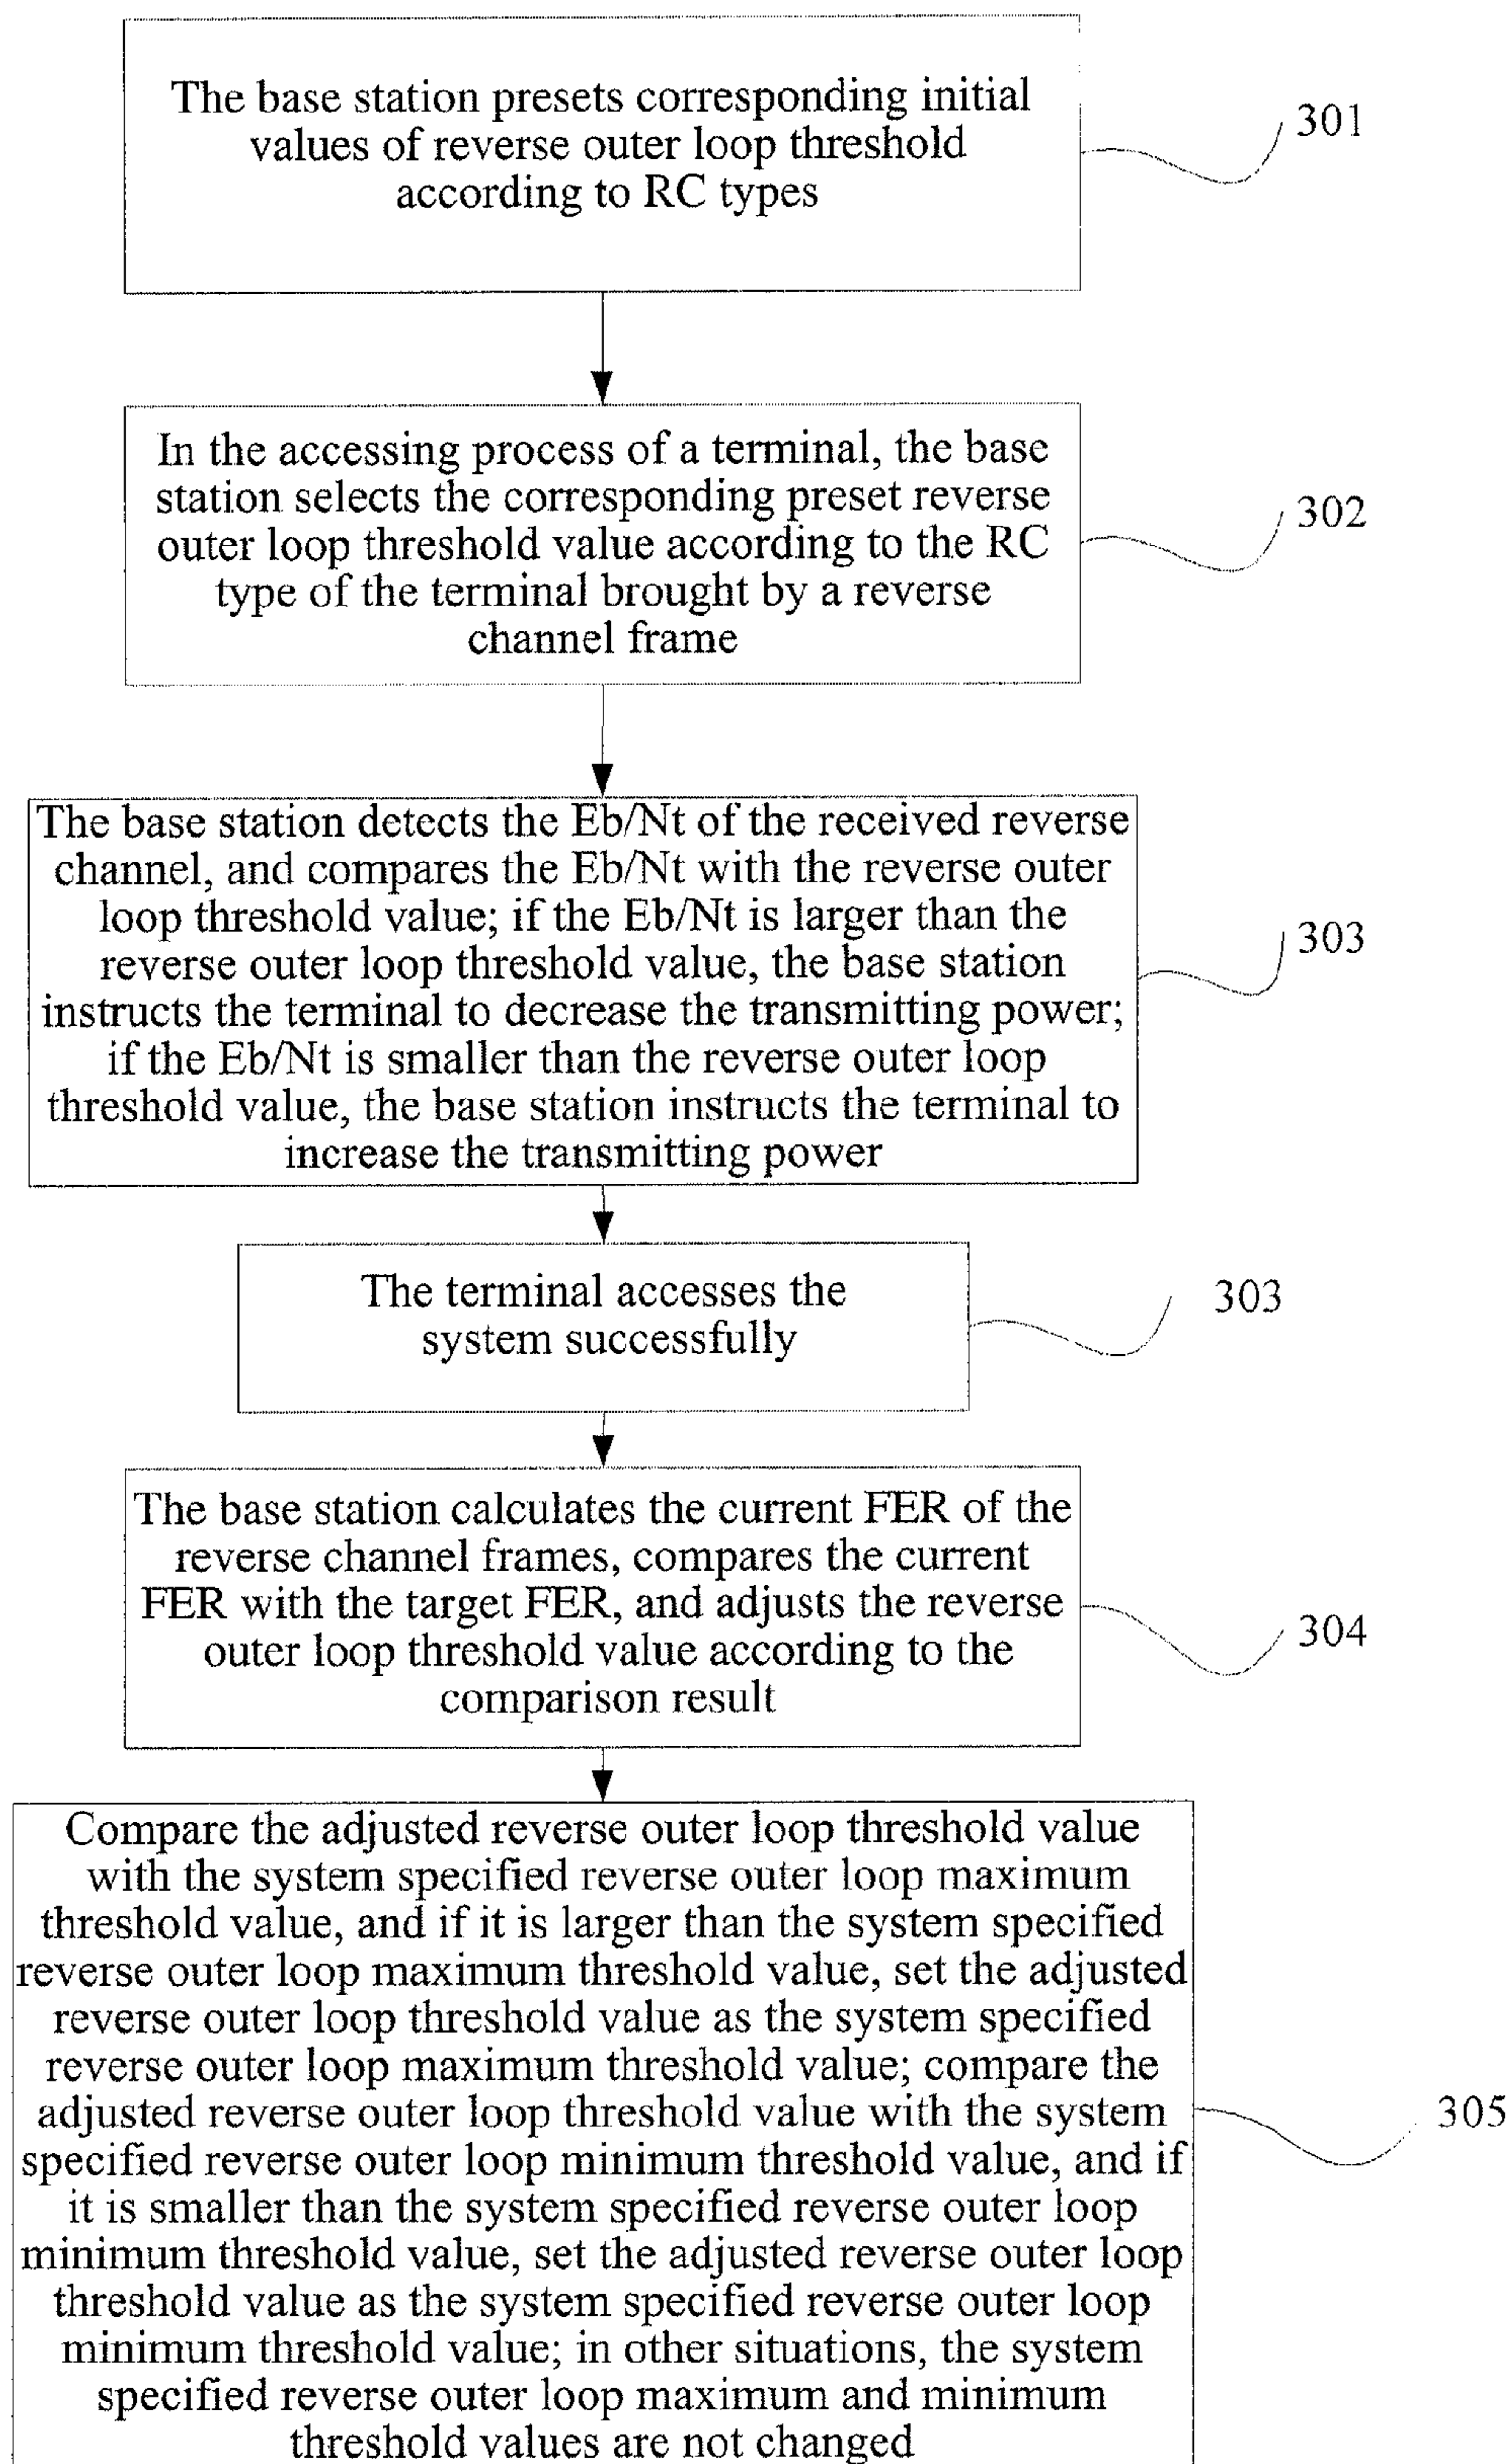 The base station presets corresponding initial
values of reverse outer loop threshold
according to RC types
301
In the accessing process of a terminal, the base
station selects the corresponding preset reverse
outer loop threshold value according to the RC
type of the terminal brought by a reverse
channel frame
302
The base station detects the Eb/Nt of the received reverse
channel, and compares the Eb/Nt with the reverse outer
loop threshold value; if the Eb/Nt is larger than the
reverse outer loop threshold value, the base station
instructs the terminal to decrease the transmitting power;
if the Eb/Nt is smaller than the reverse outer loop
threshold value, the base station instructs the terminal to
increase the transmitting power
303
The terminal accesses the
system successfully
303
The base station calculates the current FER of the
reverse channel frames, compares the current
FER with the target FER, and adjusts the reverse
outer loop threshold value according to the
comparison result
304
Compare the adjusted reverse outer loop threshold value
with the system specified reverse outer loop maximum
threshold value, and if it is larger than the system specified
reverse outer loop maximum threshold value, set the adjusted
reverse outer loop threshold value as the system specified
reverse outer loop maximum threshold value; compare the
adjusted reverse outer loop threshold value with the system
specified reverse outer loop minimum threshold value, and if
it is smaller than the system specified reverse outer loop
minimum threshold value, set the adjusted reverse outer loop
threshold value as the system specified reverse outer loop
minimum threshold value; in other situations, the system
specified reverse outer loop maximum and minimum
threshold values are not changed
305